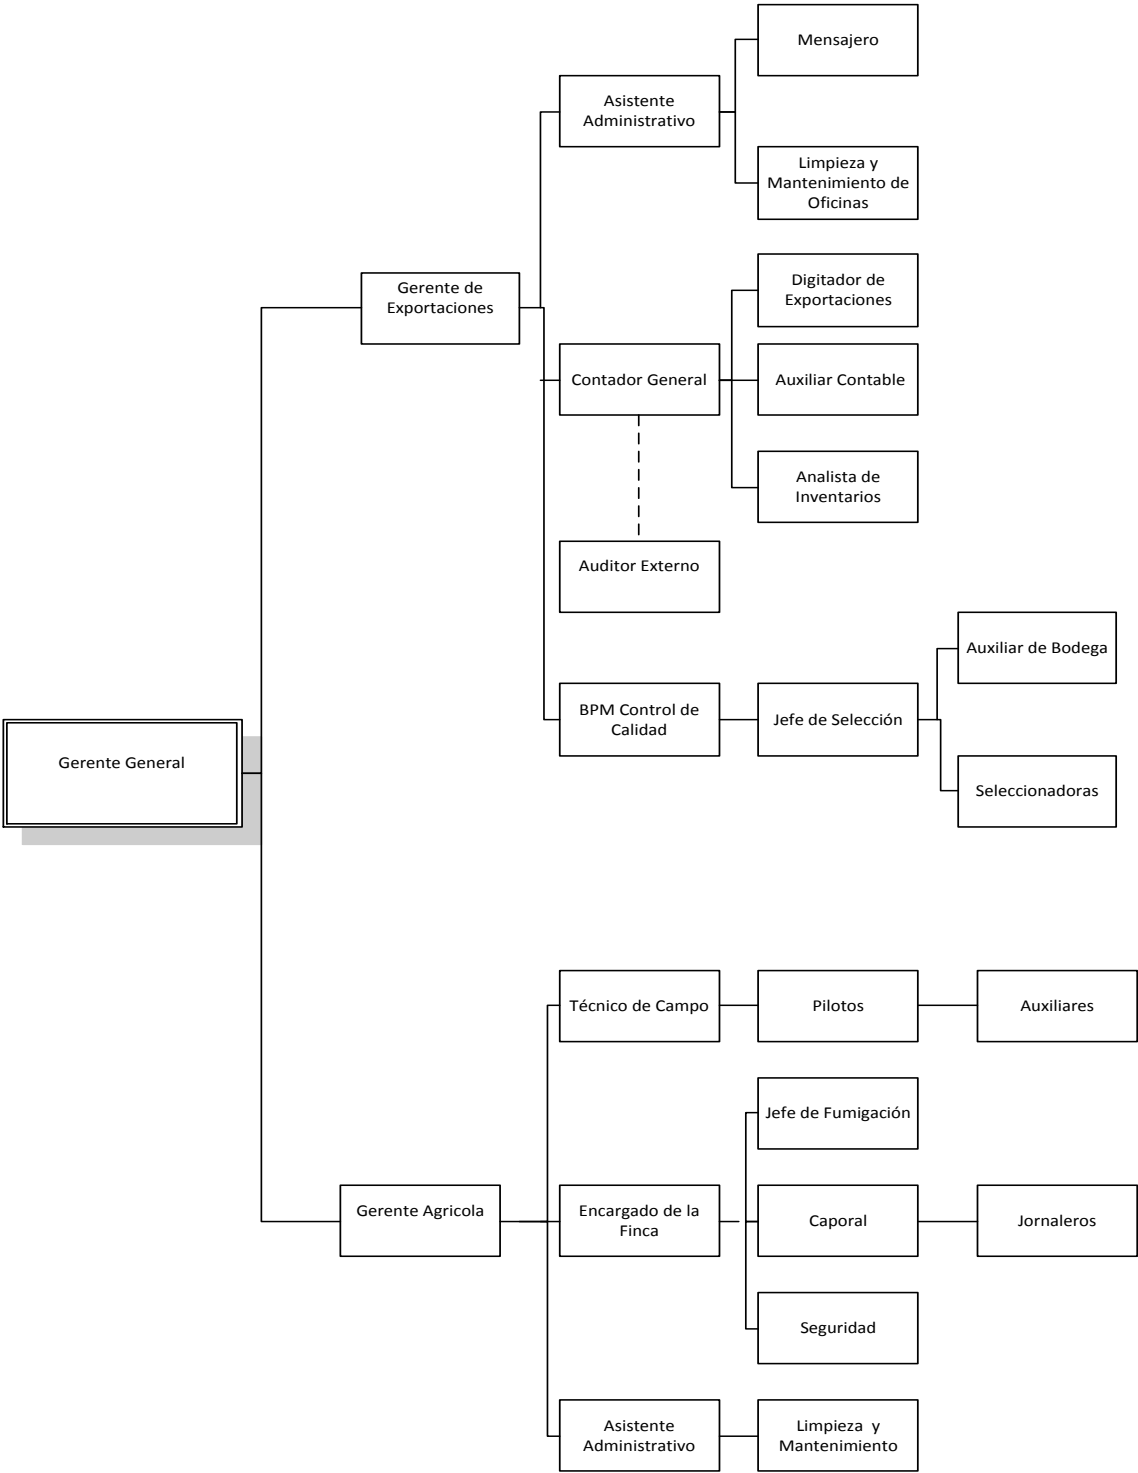 Mensajero
Asistente
Administrativo
Limpieza y
Mantenimiento de
Oficinas
Gerente de
Exportaciones
Digitador de
Exportaciones
Contador General
Auxiliar Contable
Analista de
Inventarios
Auditor Externo
Auxiliar de Bodega
BPM Control de
Calidad
Jefe de Selección
Seleccionadoras
Gerente General
Técnico de Campo
Pilotos
Auxiliares
Jefe de Fumigación
Gerente Agricola
Encargado de la
Finca
Caporal
Jornaleros
Seguridad
Asistente
Administrativo
Limpieza y
Mantenimiento